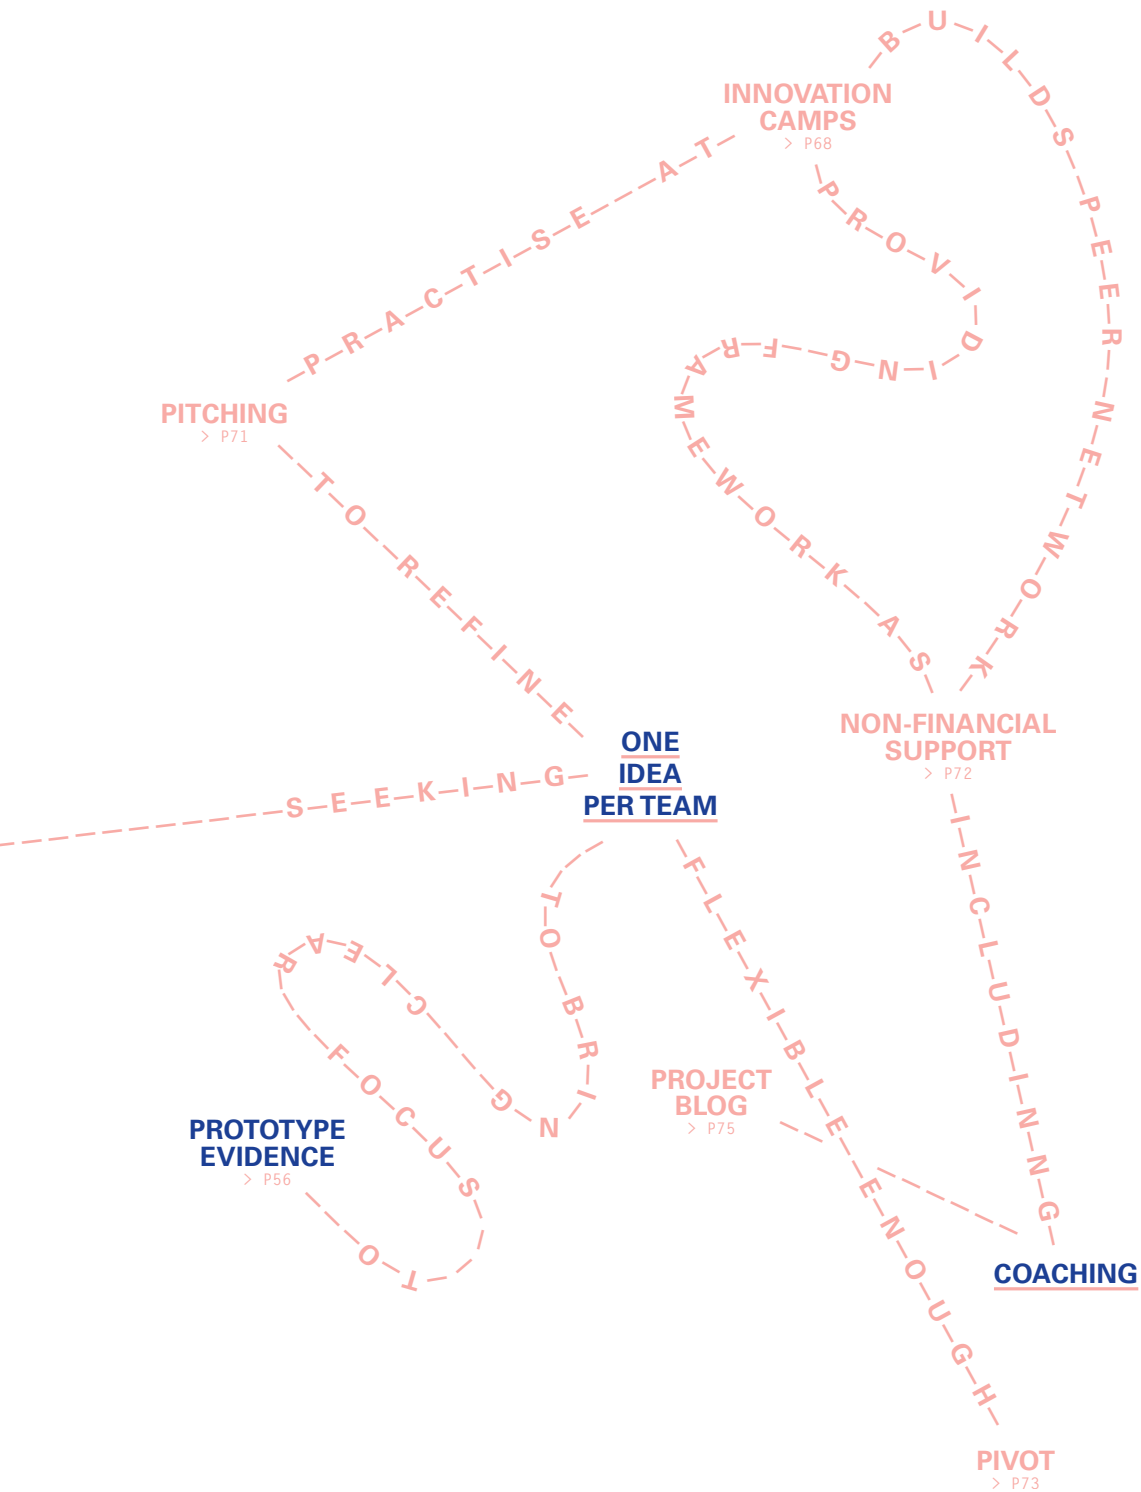 BUILDS PEER NETWORK
INNOVATION
CAMPS
> P68
PRACTISE AT
PROVIDING FRAMEWORK AS
PITCHING
> P71
TO REFINE
NON-FINANCIAL
SUPPORT
> P72
ONE
IDEA
PER TEAM
SEEKING
INCLUDINNG
TO BRING CLEAR FOCUS TO
FLEXIBLE ENOUGH
PROJECT
BLOG
> P75
PROTOTYPE
EVIDENCE
> P56
COACHING
PIVOT
> P73